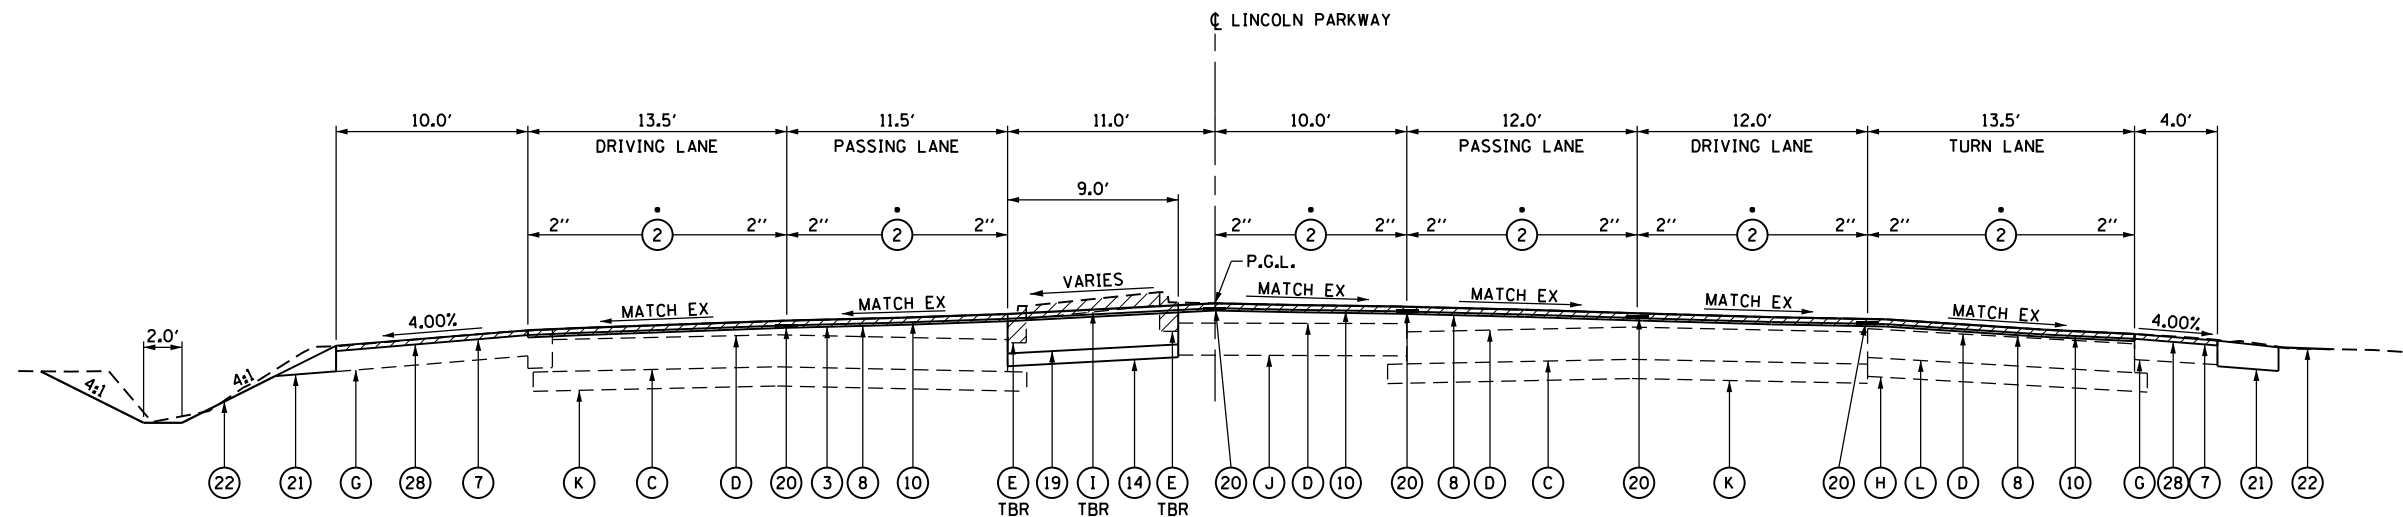 ℄ LINCOLN PARKWAY
10.0' 13.5' 11.5' 11.0' 10.0' 12.0' 12.0' 13.5' 4.0'
DRIVING LANE PASSING LANE PASSING LANE DRIVING LANE TURN LANE
9.0'
2'' 2 2'' 2'' 2 2'' 2'' 2 2'' 2'' 2 2'' 2'' 2 2'' 2'' 2 2''
P.G.L.
VARIES
MATCH EX MATCH EX MATCH EX MATCH EX MATCH EX MATCH EX
2.0' 4.00% 4.00%
4:1 4:1
22 21 G 28 7 K C D 20 3 8 10 E 19 I 14 E 20 J D 10 20 8 D C 20 K 20 H L D 8 10 G 28 7 21 22
TBR TBR TBR